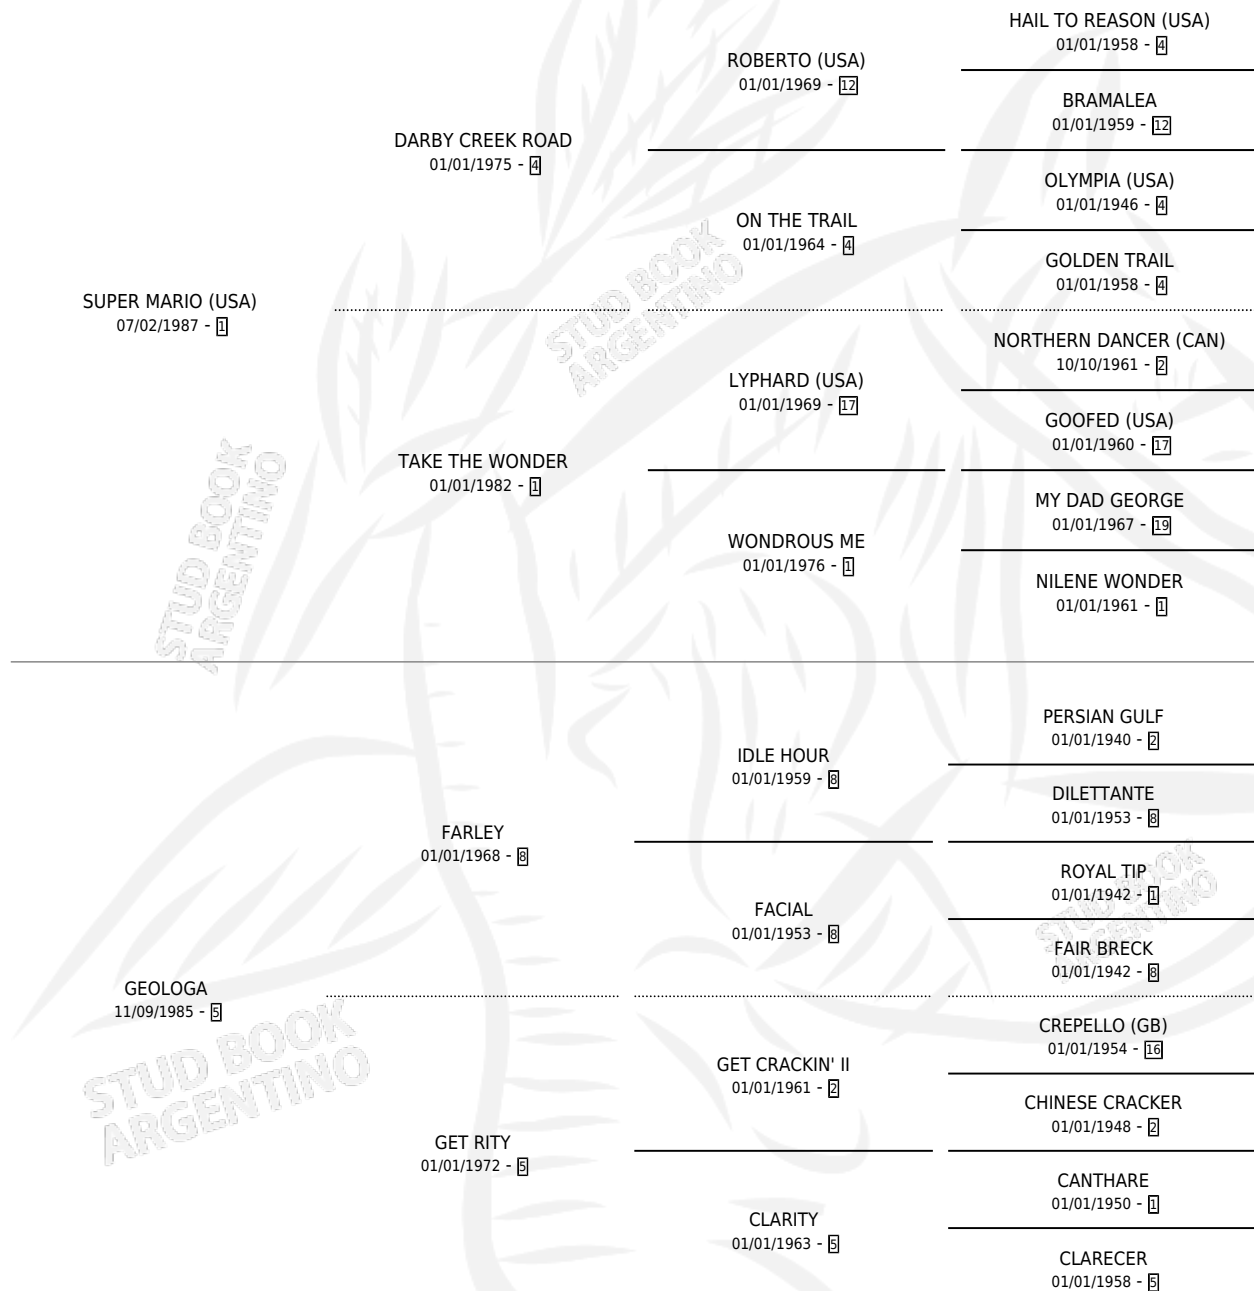 HAIL TO REASON (USA)
01/01/1958 - 4
ROBERTO (USA)
01/01/1969 - 12
BRAMALEA
01/01/1959 - 12
DARBY CREEK ROAD
01/01/1975 - 4
OLYMPIA (USA)
01/01/1946 - 4
ON THE TRAIL
01/01/1964 - 4
GOLDEN TRAIL
01/01/1958 - 4
SUPER MARIO (USA)
07/02/1987 - 1
STUD BOOK
ARGENTINO
NORTHERN DANCER (CAN)
10/10/1961 - 2
LYPHARD (USA)
01/01/1969 - 17
GOOFED (USA)
01/01/1960 - 17
TAKE THE WONDER
01/01/1982 - 1
MY DAD GEORGE
01/01/1967 - 19
WONDROUS ME
01/01/1976 - 1
NILENE WONDER
01/01/1961 - 1
STUD BOOK
ARGENTINO
PERSIAN GULF
01/01/1940 - 2
IDLE HOUR
01/01/1959 - 8
DILETTANTE
01/01/1953 - 8
FARLEY
01/01/1968 - 8
ROYAL TIP
01/01/1942 - 1
FACIAL
01/01/1953 - 8
STUD BOOK
ARGENTINO
FAIR BRECK
01/01/1942 - 8
GEOLOGA
11/09/1985 - 5
CREPELLO (GB)
01/01/1954 - 16
GET CRACKIN' II
01/01/1961 - 2
CHINESE CRACKER
01/01/1948 - 2
STUD BOOK
ARGENTINO
GET RITY
01/01/1972 - 5
CANTHARE
01/01/1950 - 1
CLARITY
01/01/1963 - 5
CLARECER
01/01/1958 - 5